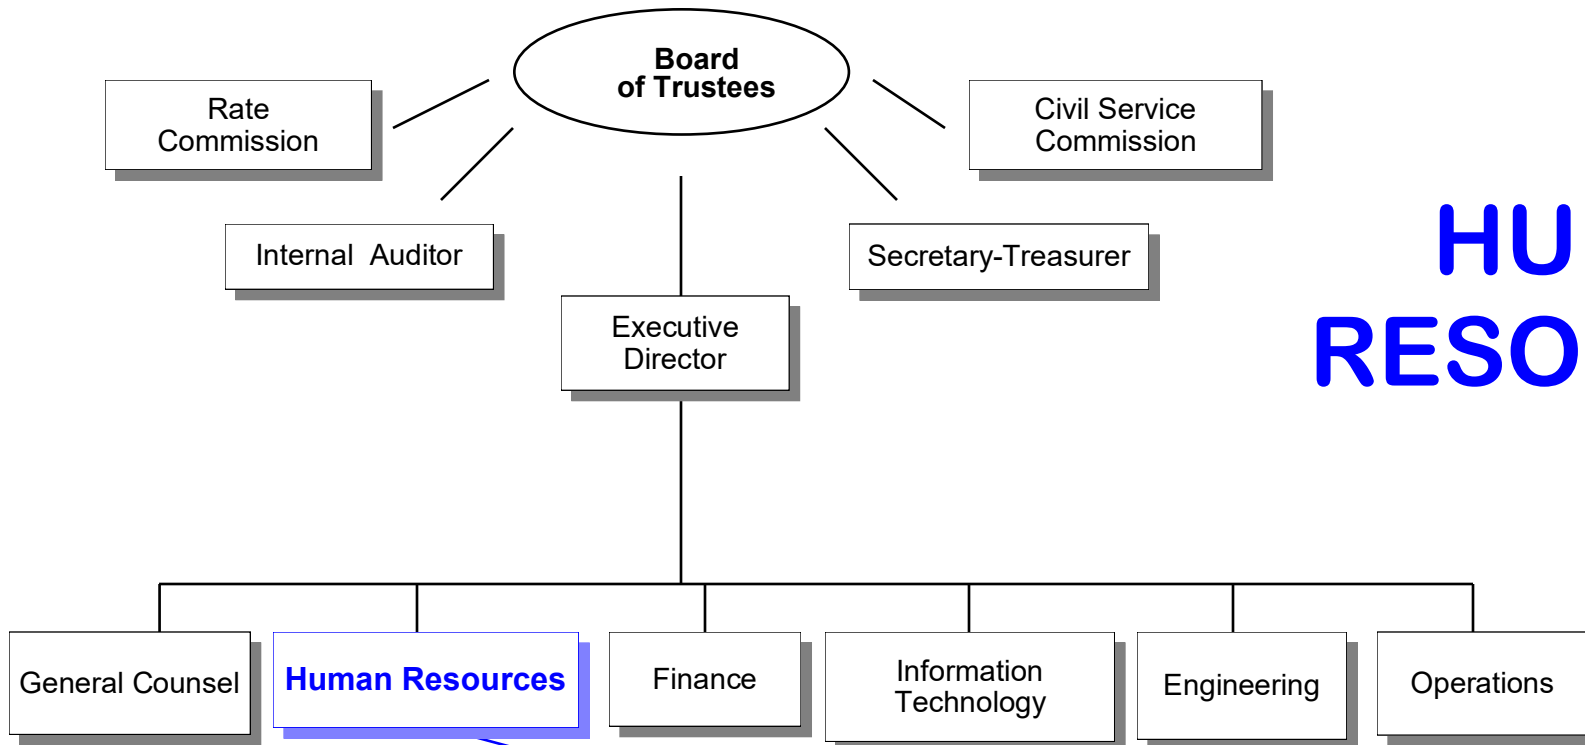 Board
of Trustees
Rate
Commission
Civil Service
Commission
Internal Auditor
Secretary-Treasurer
HU
RESO
Executive
Director
General Counsel
Human Resources
Finance
Information
Technology
Engineering
Operations